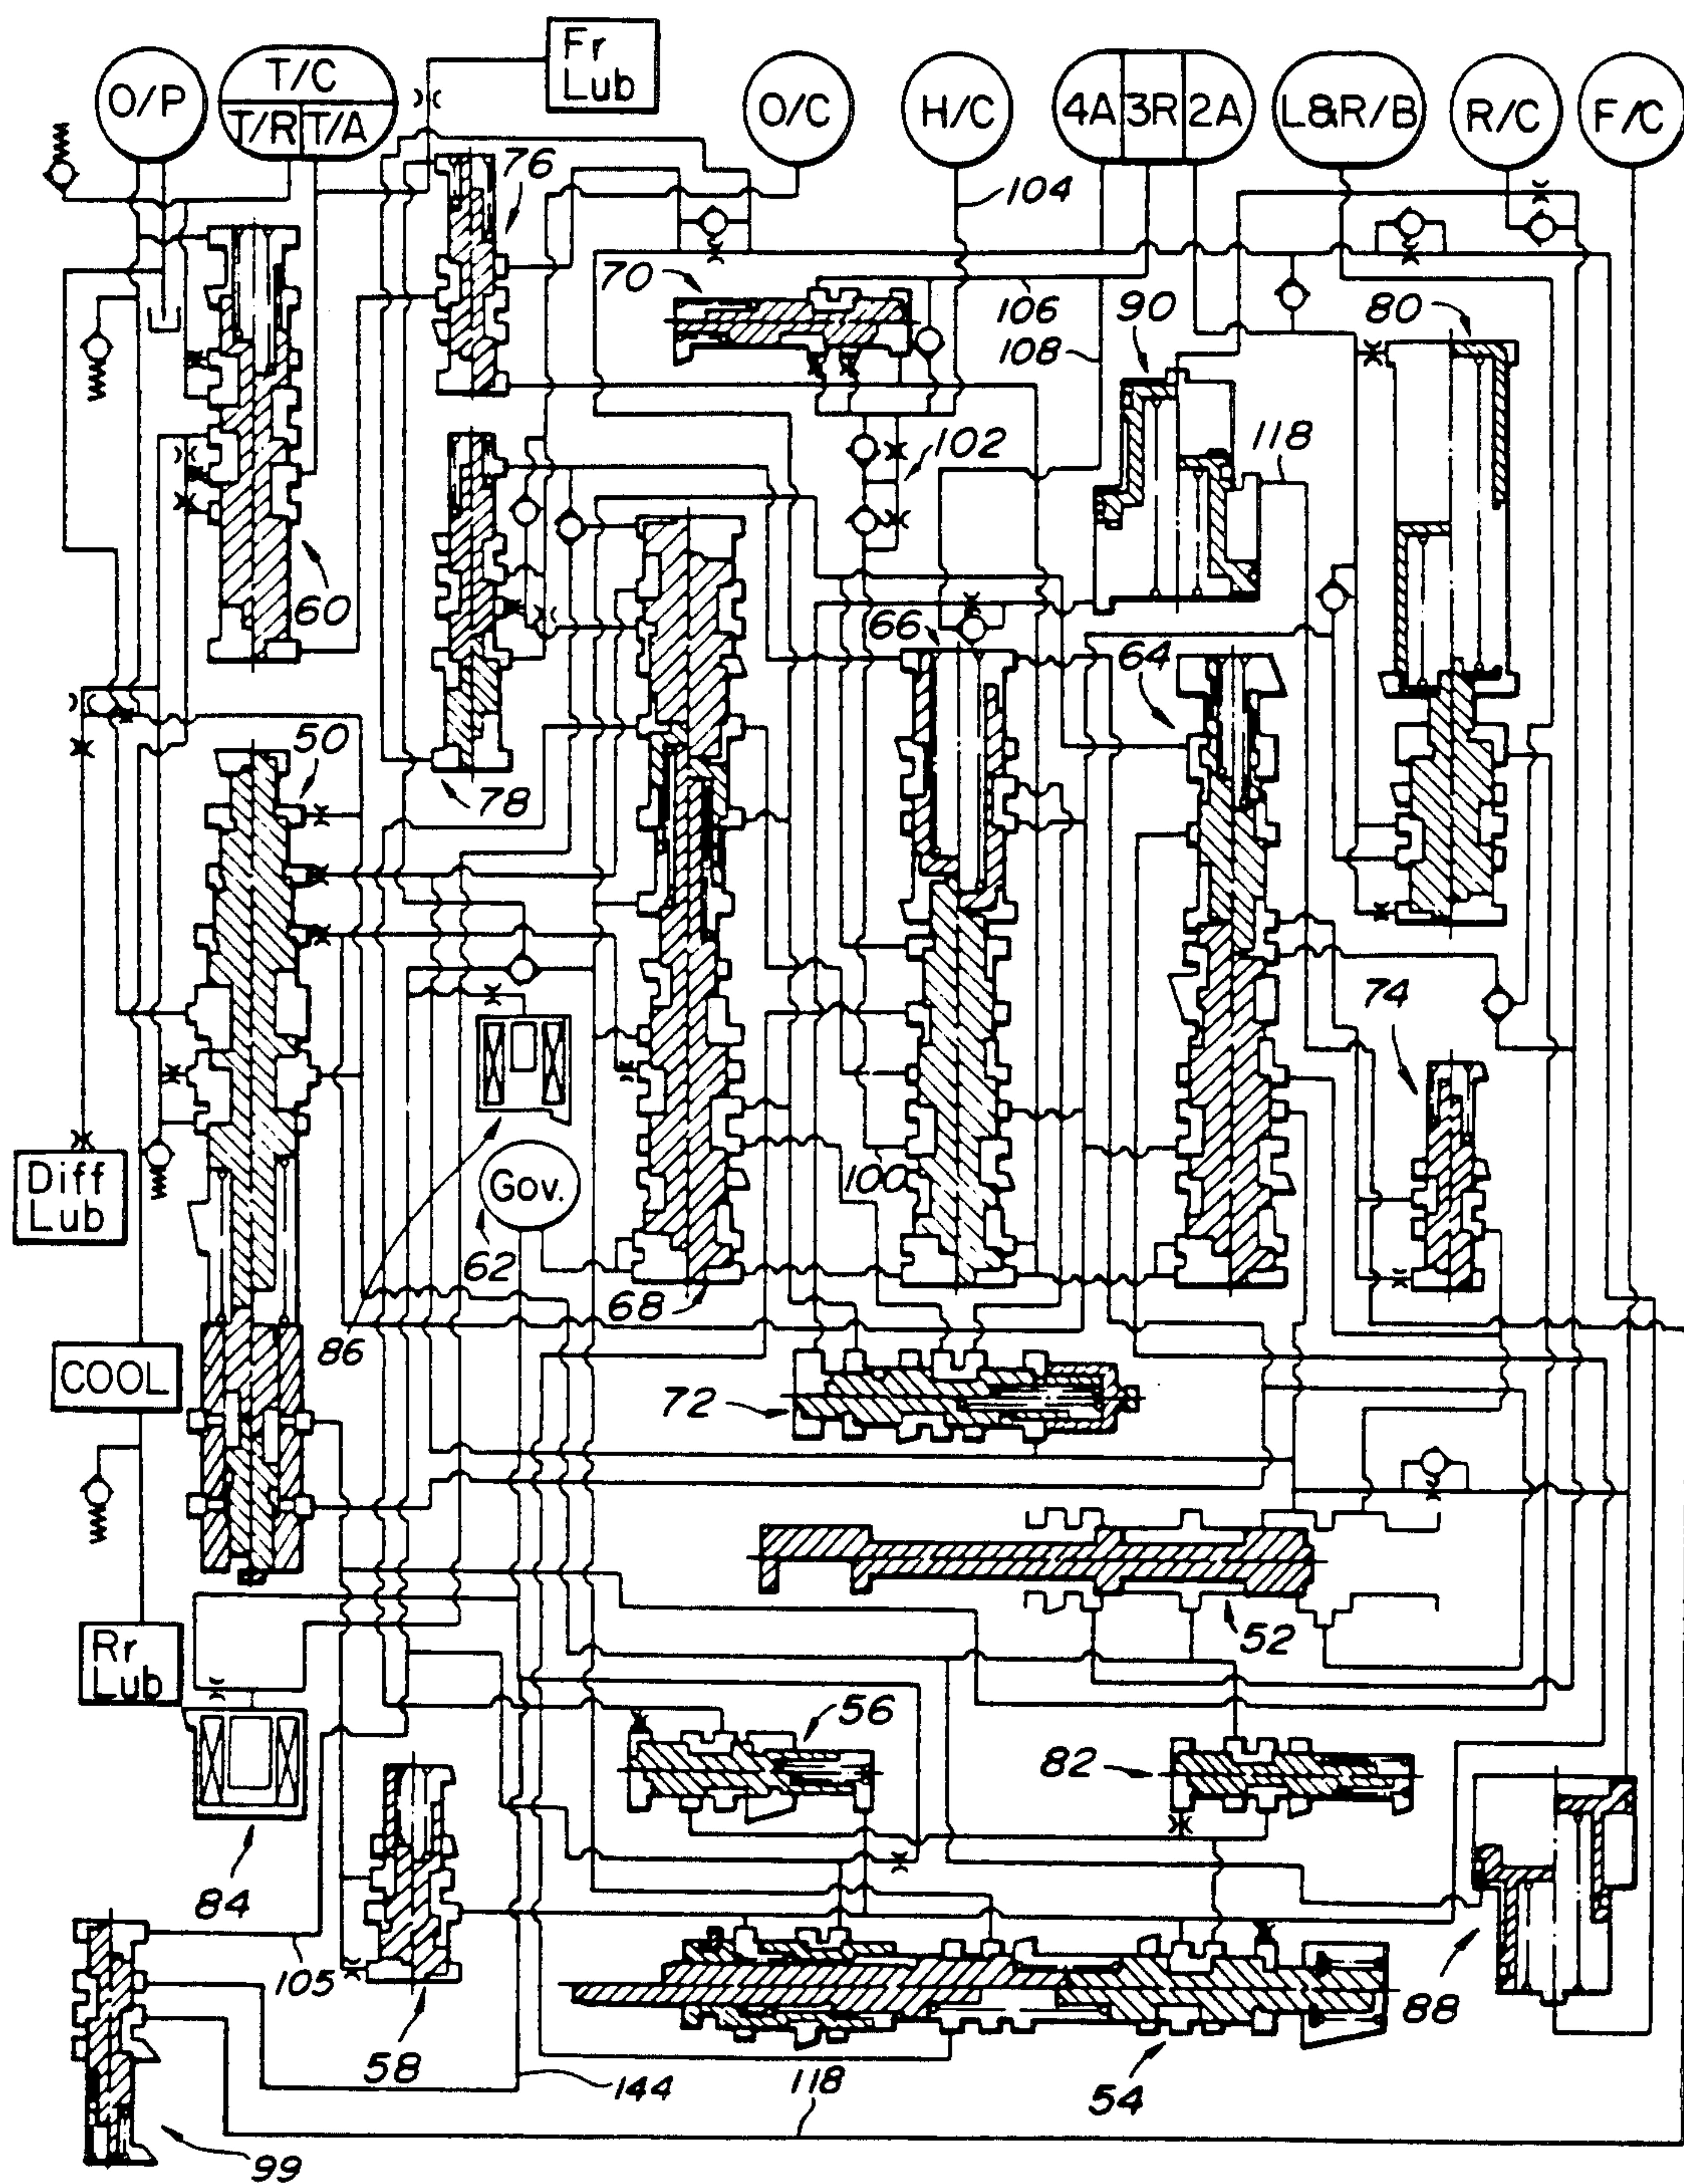 Fr
Lub
T/C
O/P
T/R
T/A
O/C
H/C
4A
3R
2A
L&R/B
R/C
F/C
76
104
70
106
90
80
108
102
118
60
66
64
50
78
74
100
Diff
Lub
Gov.
62
68
86
COOL
72
52
Rr
Lub
56
82
84
105
58
88
144
118
54
99